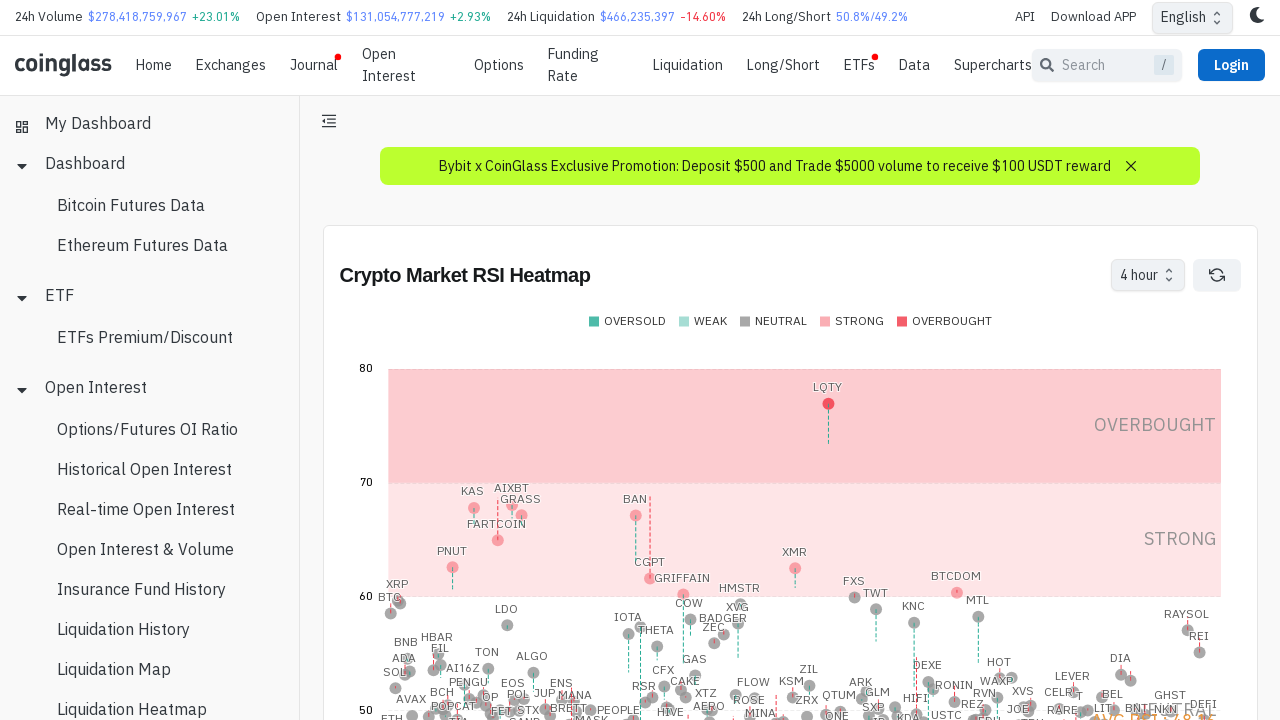 24h Volume $278,418,759,967 +23.01% Open Interest $131,054,777,219 +2.93% 24h Liquidation $466,235,397 -14.60% 24h Long/Short 50.8%/49.2% API Download APP English
coinglass Home Exchanges Journal Open Interest Options Funding Rate Liquidation Long/Short ETFs Data Supercharts Search / Login
My Dashboard
Dashboard
Bitcoin Futures Data
Ethereum Futures Data
ETF
ETFs Premium/Discount
Open Interest
Options/Futures OI Ratio
Historical Open Interest
Real-time Open Interest
Open Interest & Volume
Insurance Fund History
Liquidation History
Liquidation Map
Liquidation Heatmap
Bybit x CoinGlass Exclusive Promotion: Deposit $500 and Trade $5000 volume to receive $100 USDT reward
Crypto Market RSI Heatmap 4 hour
OVERSOLD WEAK NEUTRAL STRONG OVERBOUGHT
80
LQTY
OVERBOUGHT
70
KAS AIXBT
GRASS BAN
FARTCOIN
STRONG
PNUT CGPT XMR
GRIFFAIN BTCDOM
XRP HMSTR FXS
60
BTC TWT
COW XVG KNC MTL
LDO IOTA BADGER RAYSOL
THETA ZEC REI
HBAR
BNB FIL
TON ALGO GAS DIA
ADA AI16Z CFX ZIL DEXE HOT
SOL PENGU EOS ENS RSR CAKE FLOW KSM ARK RONIN WAXP LEVER
BCH POL JUP MANA XTZ QTUM GLM RVN XVS CELR BEL GHST
AVAX POPCAT OP ROSE ZRX HIFI REZ DEFI
STX BRETT PEOPLE HIVE AERO MINA SXP JOE RARE LIT BNT NKN
50
ETH MASK ONE KDA USTC
NEUTRAL